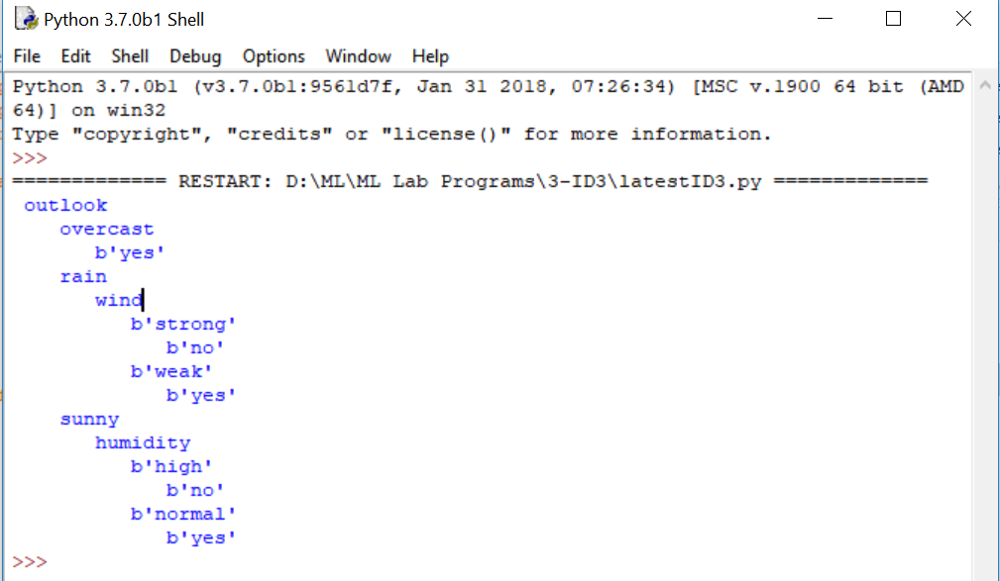 Python 3.7.0b1 Shell
File Edit Shell Debug Options Window Help
Python 3.7.0b1 (v3.7.0b1:9561d7f, Jan 31 2018, 07:26:34) [MSC v.1900 64 bit (AMD
64)] on win32
Type "copyright", "credits" or "license()" for more information.
>>>
============= RESTART: D:\ML\ML Lab Programs\3-ID3\latestID3.py =============
outlook
overcast
b'yes'
rain
wind
b'strong'
b'no'
b'weak'
b'yes'
sunny
humidity
b'high'
b'no'
b'normal'
b'yes'
>>>